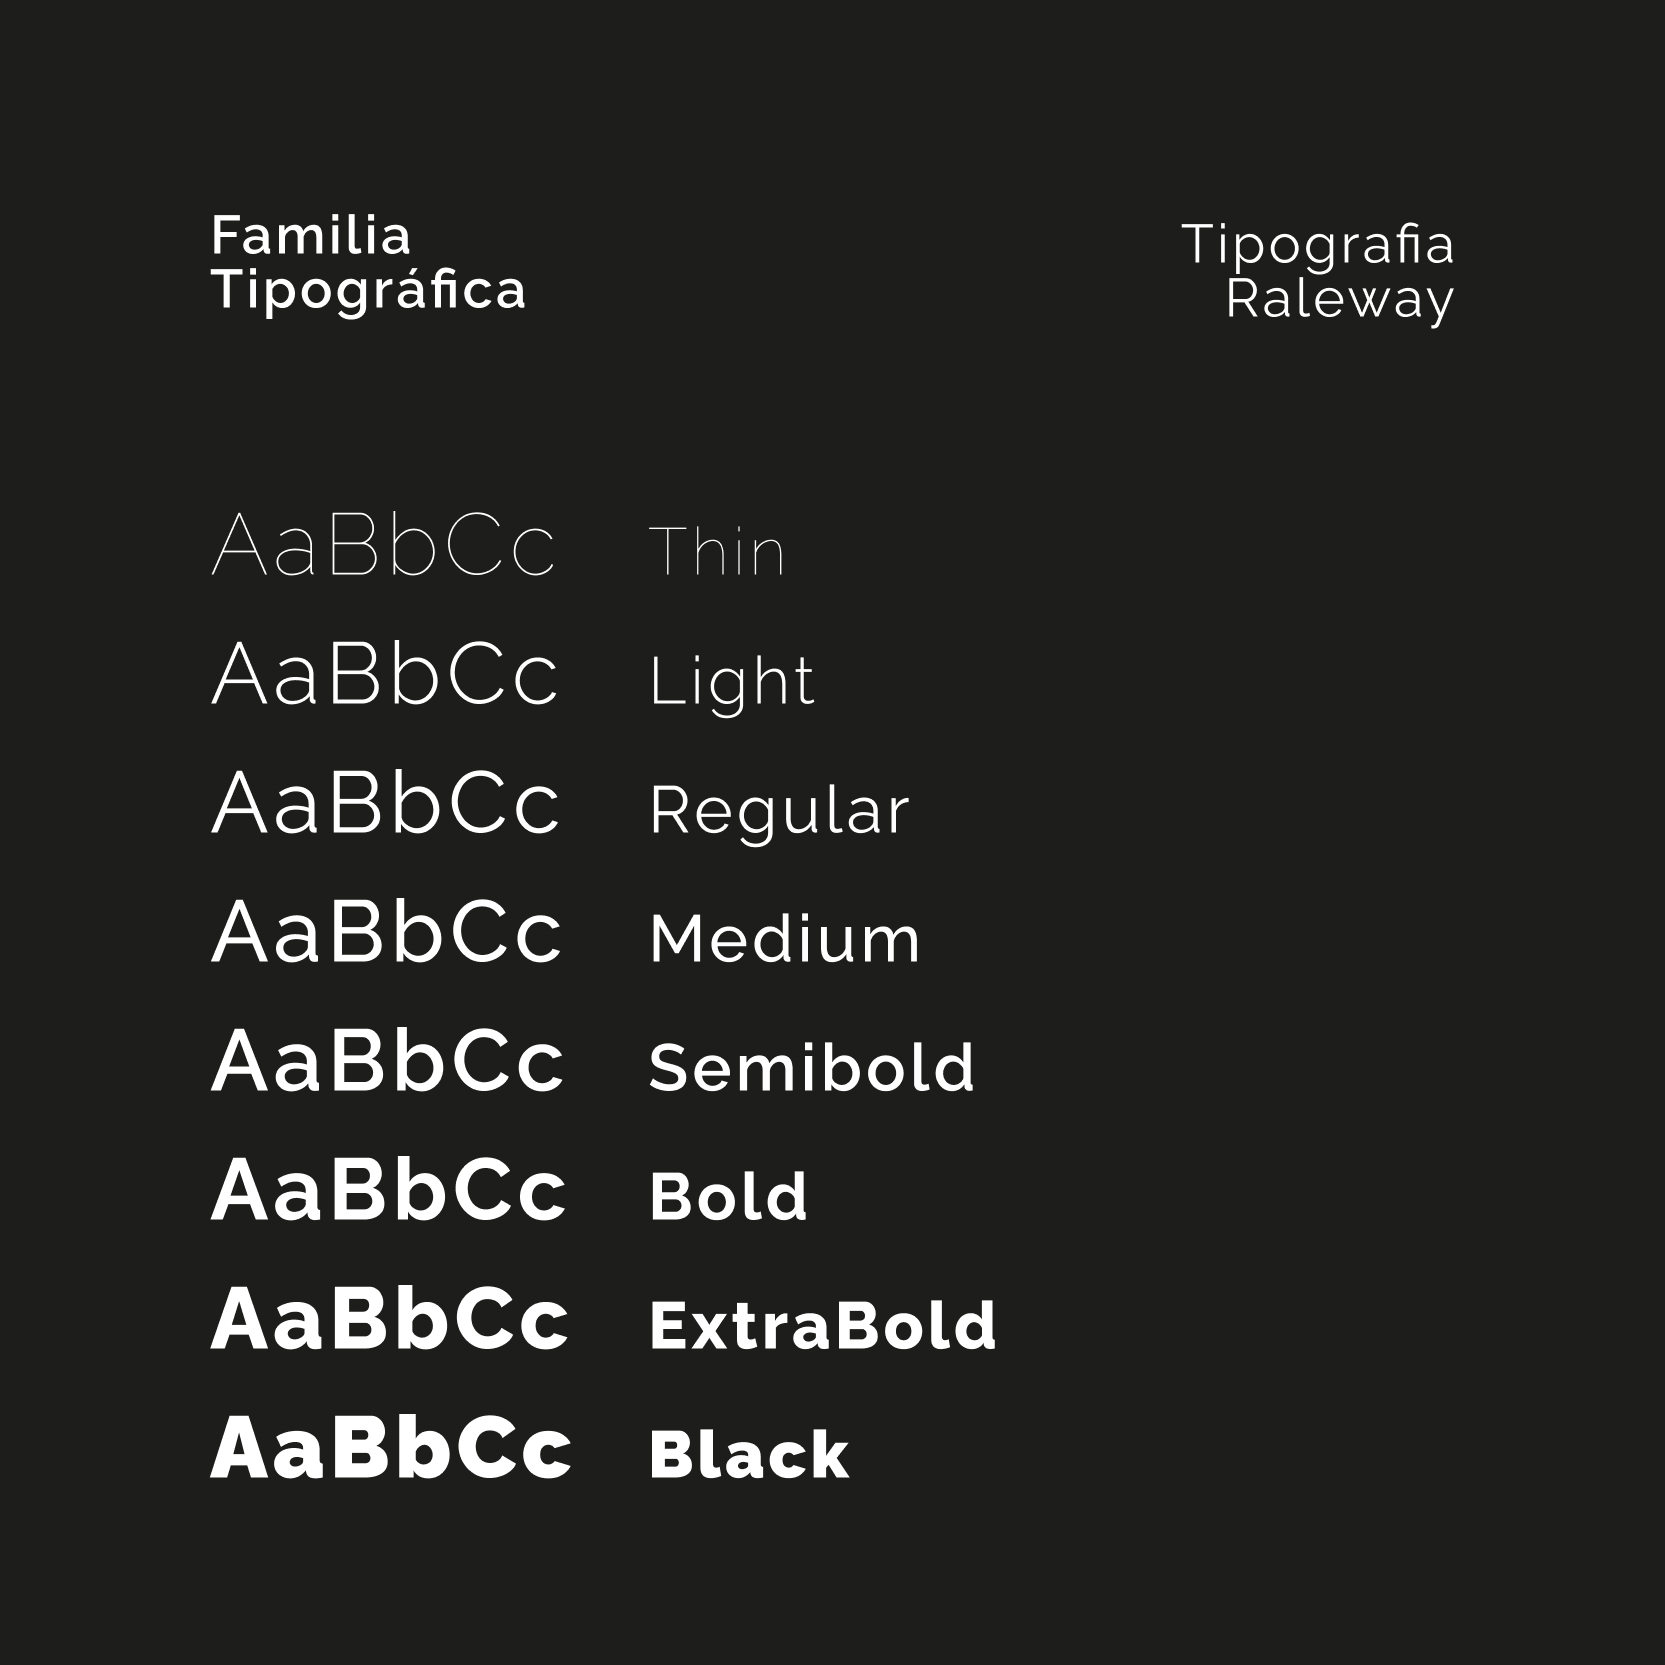 Familia
Tipográfica
Tipografia
Raleway
AaBbCc Thin
AaBbCc Light
AaBbCc Regular
AaBbCc Medium
AaBbCc Semibold
AaBbCc Bold
AaBbCc ExtraBold
AaBbCc Black